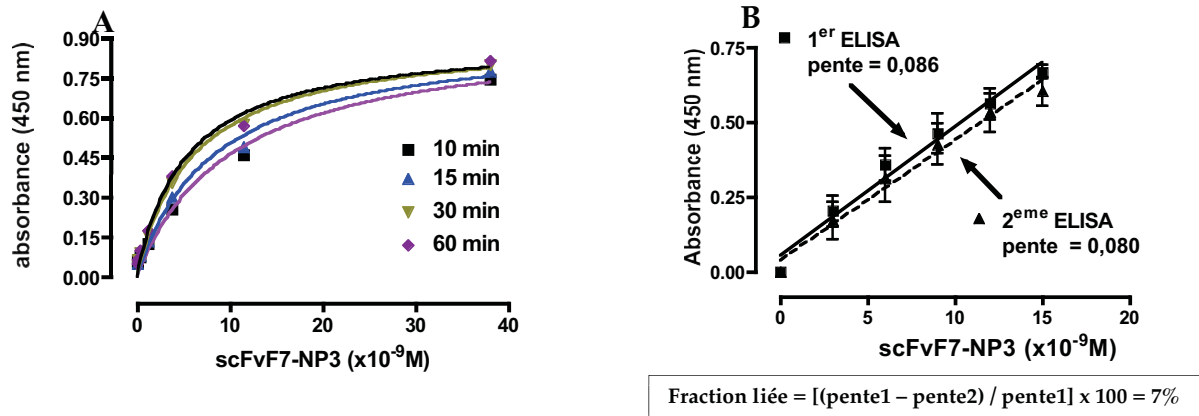 A
absorbance (450 nm)
0.90
0.75
0.60
0.45
0.30
0.15
0.00
10 min
15 min
30 min
60 min
0 10 20 30 40
scFvF7-NP3 (x10⁻⁹M)
B
Absorbance (450 nm)
0.75
0.50
0.25
0.00
1er ELISA
pente = 0,086
2eme ELISA
pente = 0,080
0 5 10 15 20
scFvF7-NP3 (x10⁻⁹M)
Fraction liée = [(pente1 – pente2) / pente1] x 100 = 7%